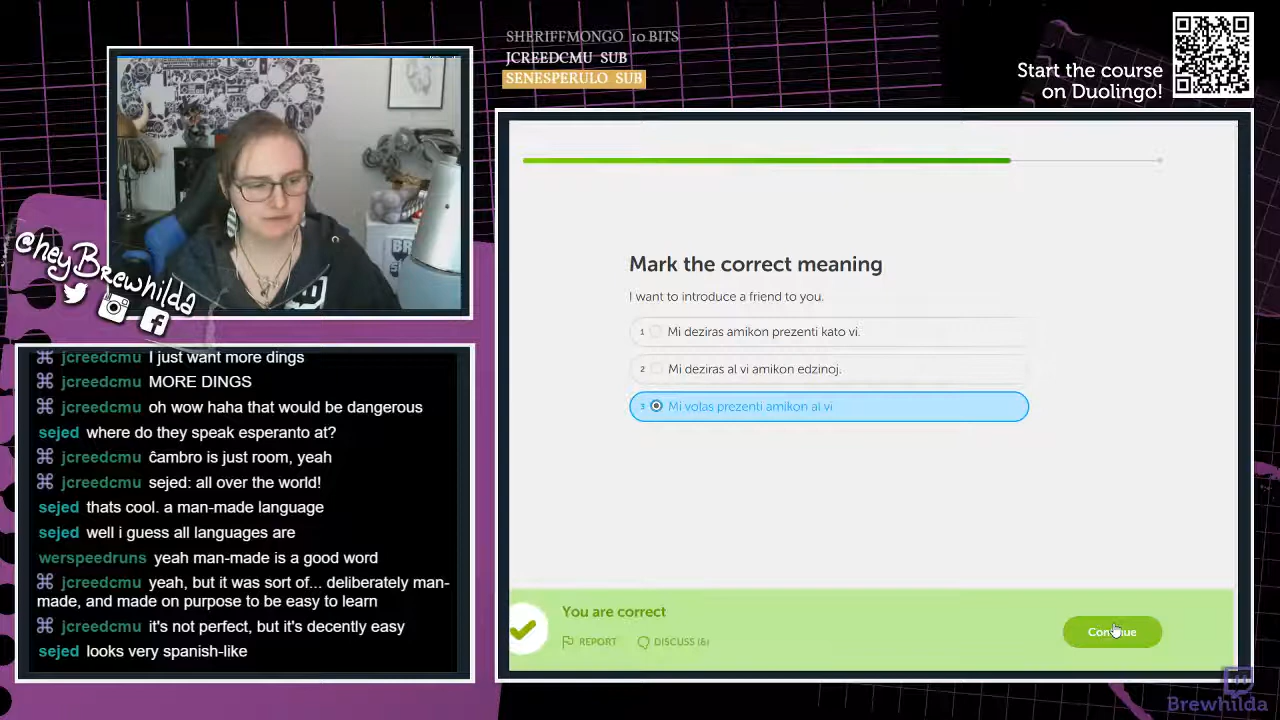 SHERIFFMONGO 10 BITS
JCREEDCMU SUB
SENESPERULO SUB
Start the course
on Duolingo!
@heyBrewhilda
Mark the correct meaning
I want to introduce a friend to you.
1 Mi deziras amikon prezenti kato vi.
2 Mi deziras al vi amikon edzinoj.
3 Mi volas prezenti amikon al vi
You are correct
REPORT DISCUSS (6)
Continue
jcreedcmu I just want more dings
jcreedcmu MORE DINGS
jcreedcmu oh wow haha that would be dangerous
sejed where do they speak esperanto at?
jcreedcmu ĉambro is just room, yeah
jcreedcmu sejed: all over the world!
sejed thats cool. a man-made language
sejed well i guess all languages are
werspeedruns yeah man-made is a good word
jcreedcmu yeah, but it was sort of... deliberately man-
made, and made on purpose to be easy to learn
jcreedcmu it's not perfect, but it's decently easy
sejed looks very spanish-like
Brewhilda